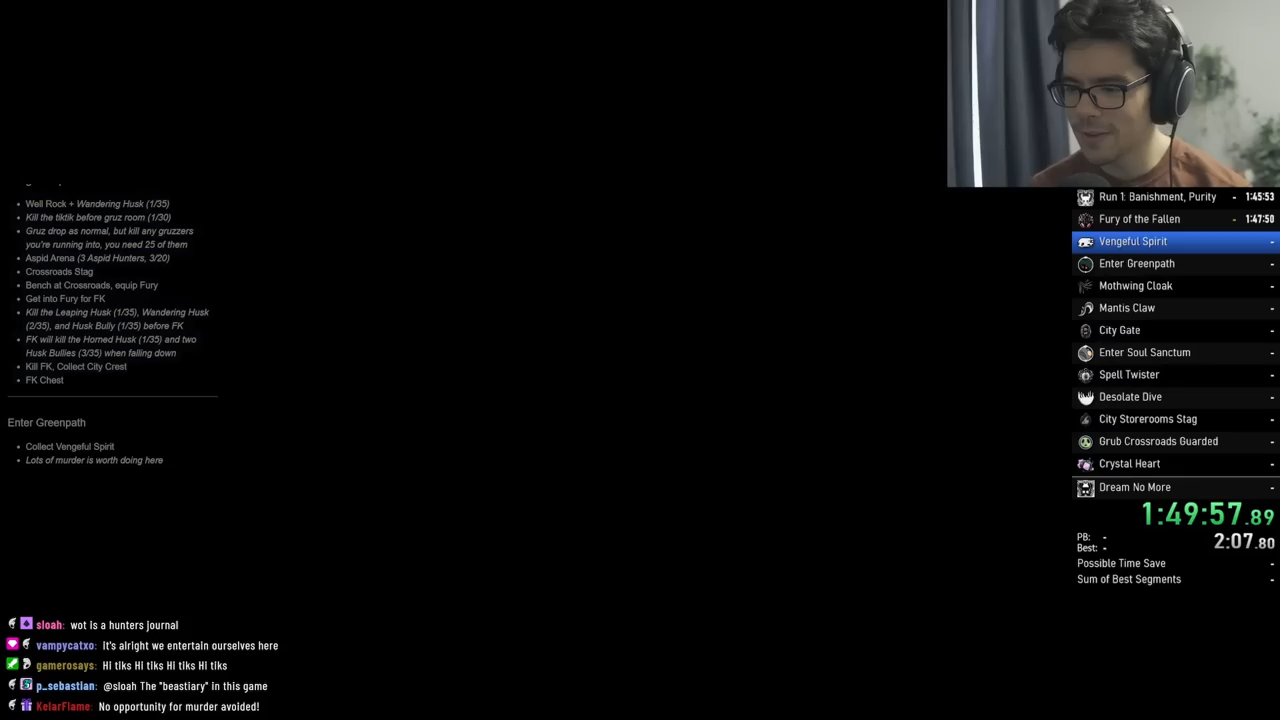 • Well Rock + Wandering Husk (1/35)
• Kill the tiktik before gruz room (1/30)
• Gruz drop as normal, but kill any gruzzers
you're running into, you need 25 of them
• Aspid Arena (3 Aspid Hunters, 3/20)
• Crossroads Stag
• Bench at Crossroads, equip Fury
• Get into Fury for FK
• Kill the Leaping Husk (1/35), Wandering Husk
(2/35), and Husk Bully (1/35) before FK
• FK will kill the Horned Husk (1/35) and two
Husk Bullies (3/35) when falling down
• Kill FK, Collect City Crest
• FK Chest
Enter Greenpath
• Collect Vengeful Spirit
• Lots of murder is worth doing here
sloah: wot is a hunters journal
vampycatxo: It's alright we entertain ourselves here
gamerosays: Hi tiks Hi tiks Hi tiks Hi tiks
p_sebastian: @sloah The "beastiary" in this game
KelarFlame: No opportunity for murder avoided!
Run 1: Banishment, Purity - 1:45:53
Fury of the Fallen - 1:47:50
Vengeful Spirit -
Enter Greenpath -
Mothwing Cloak -
Mantis Claw -
City Gate -
Enter Soul Sanctum -
Spell Twister -
Desolate Dive -
City Storerooms Stag -
Grub Crossroads Guarded -
Crystal Heart -
Dream No More -
1:49:57.89
PB: -
Best: -
2:07.80
Possible Time Save -
Sum of Best Segments -